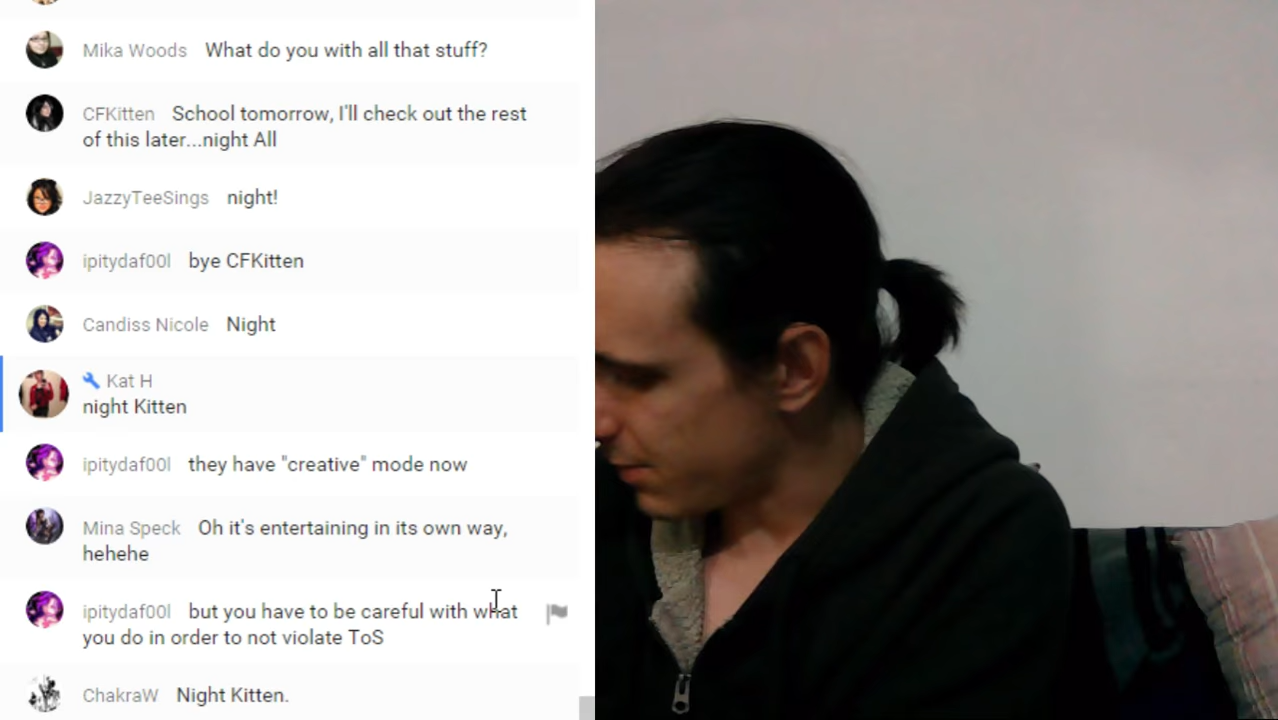 Mika Woods What do you with all that stuff?
CFKitten School tomorrow, I'll check out the rest
of this later...night All
JazzyTeeSings night!
ipitydaf00l bye CFKitten
Candiss Nicole Night
Kat H
night Kitten
ipitydaf00l they have "creative" mode now
Mina Speck Oh it's entertaining in its own way,
hehehe
ipitydaf00l but you have to be careful with what
you do in order to not violate ToS
ChakraW Night Kitten.